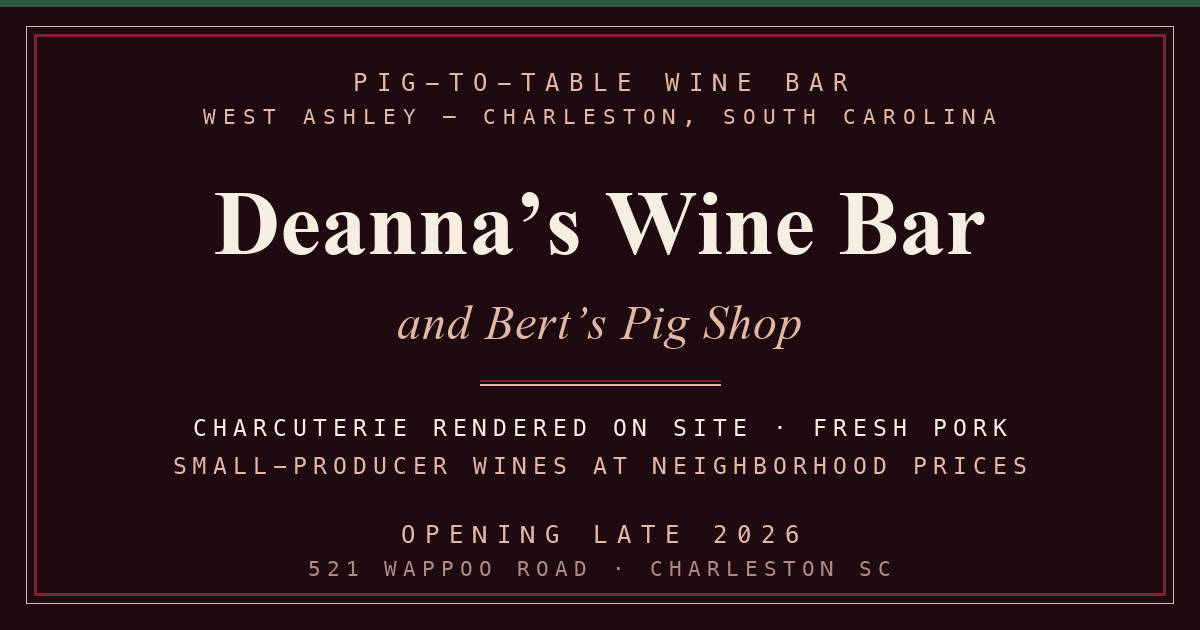 PIG–TO–TABLE WINE BAR
WEST ASHLEY — CHARLESTON, SOUTH CAROLINA
Deanna’s Wine Bar
and Bert’s Pig Shop
CHARCUTERIE RENDERED ON SITE · FRESH PORK
SMALL–PRODUCER WINES AT NEIGHBORHOOD PRICES
OPENING LATE 2026
521 WAPPOO ROAD · CHARLESTON SC